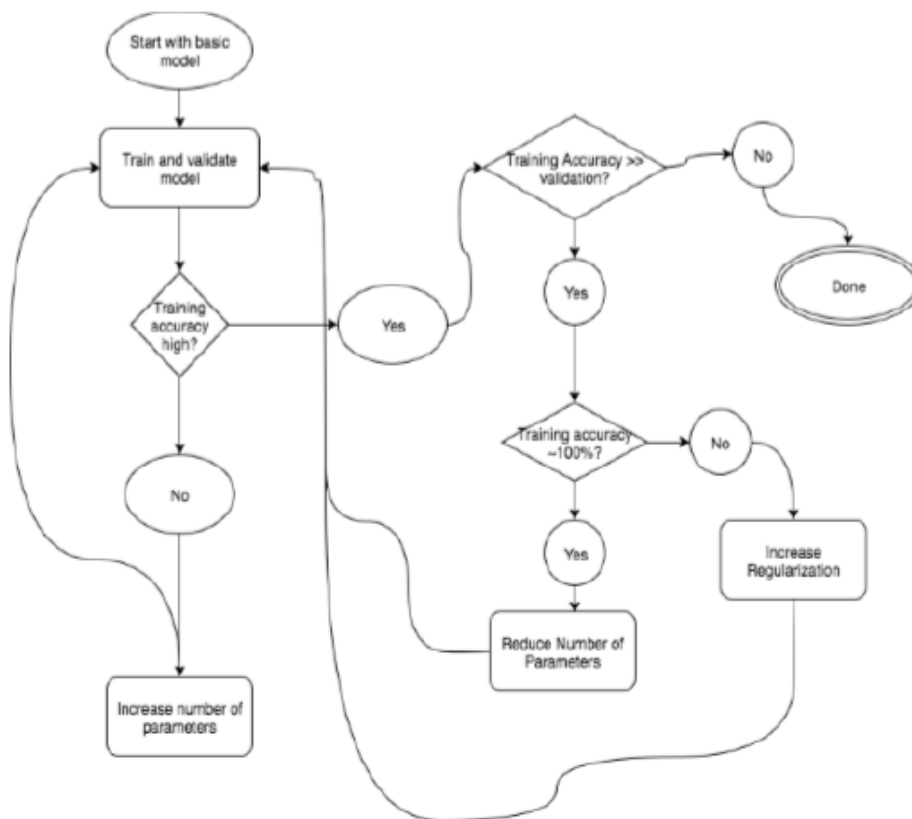 Start with basic
model
Train and validate
model
Training
accuracy
high?
No
Increase number of
parameters
Yes
Training Accuracy >>
validation?
No
Done
Yes
Training accuracy
~100%?
No
Increase
Regularization
Yes
Reduce Number of
Parameters